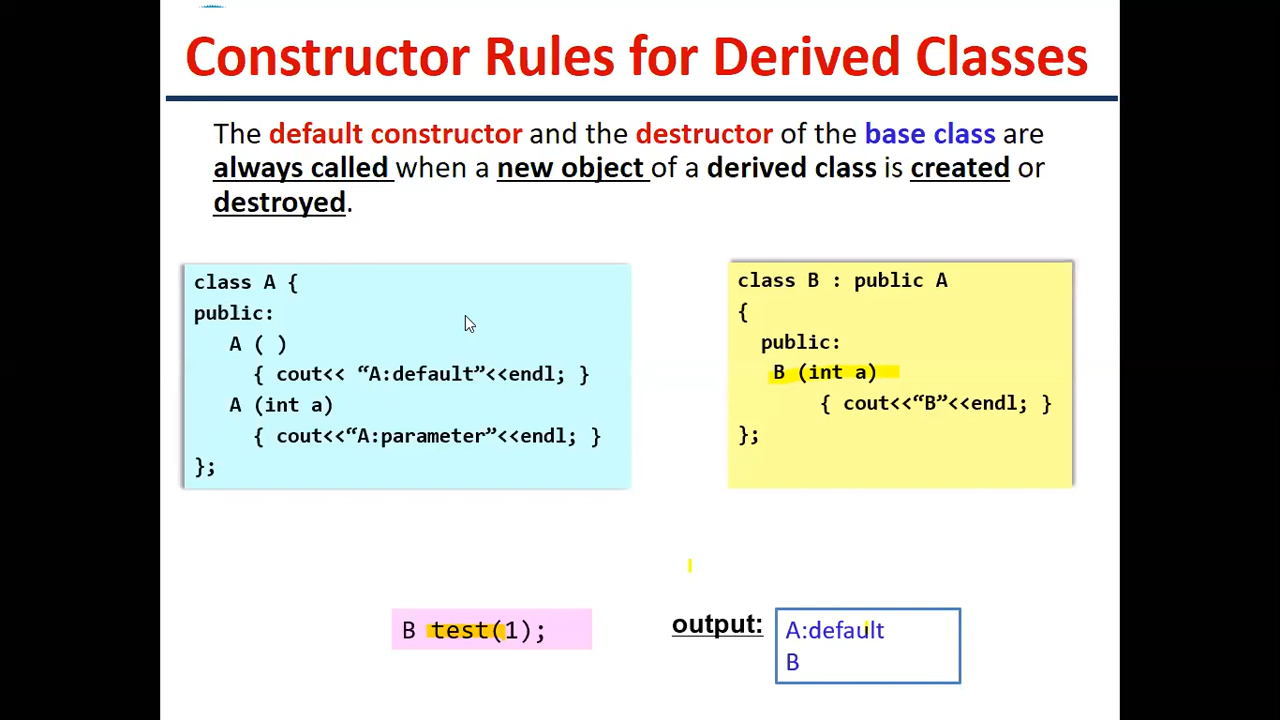 Constructor Rules for Derived Classes
The default constructor and the destructor of the base class are
always called when a new object of a derived class is created or
destroyed.
class A {
public:
A ( )
{ cout<< “A:default”<<endl; }
A (int a)
{ cout<<“A:parameter”<<endl; }
};
class B : public A
{
public:
B (int a)
{ cout<<“B”<<endl; }
};
B test(1);
output:
A:default
B